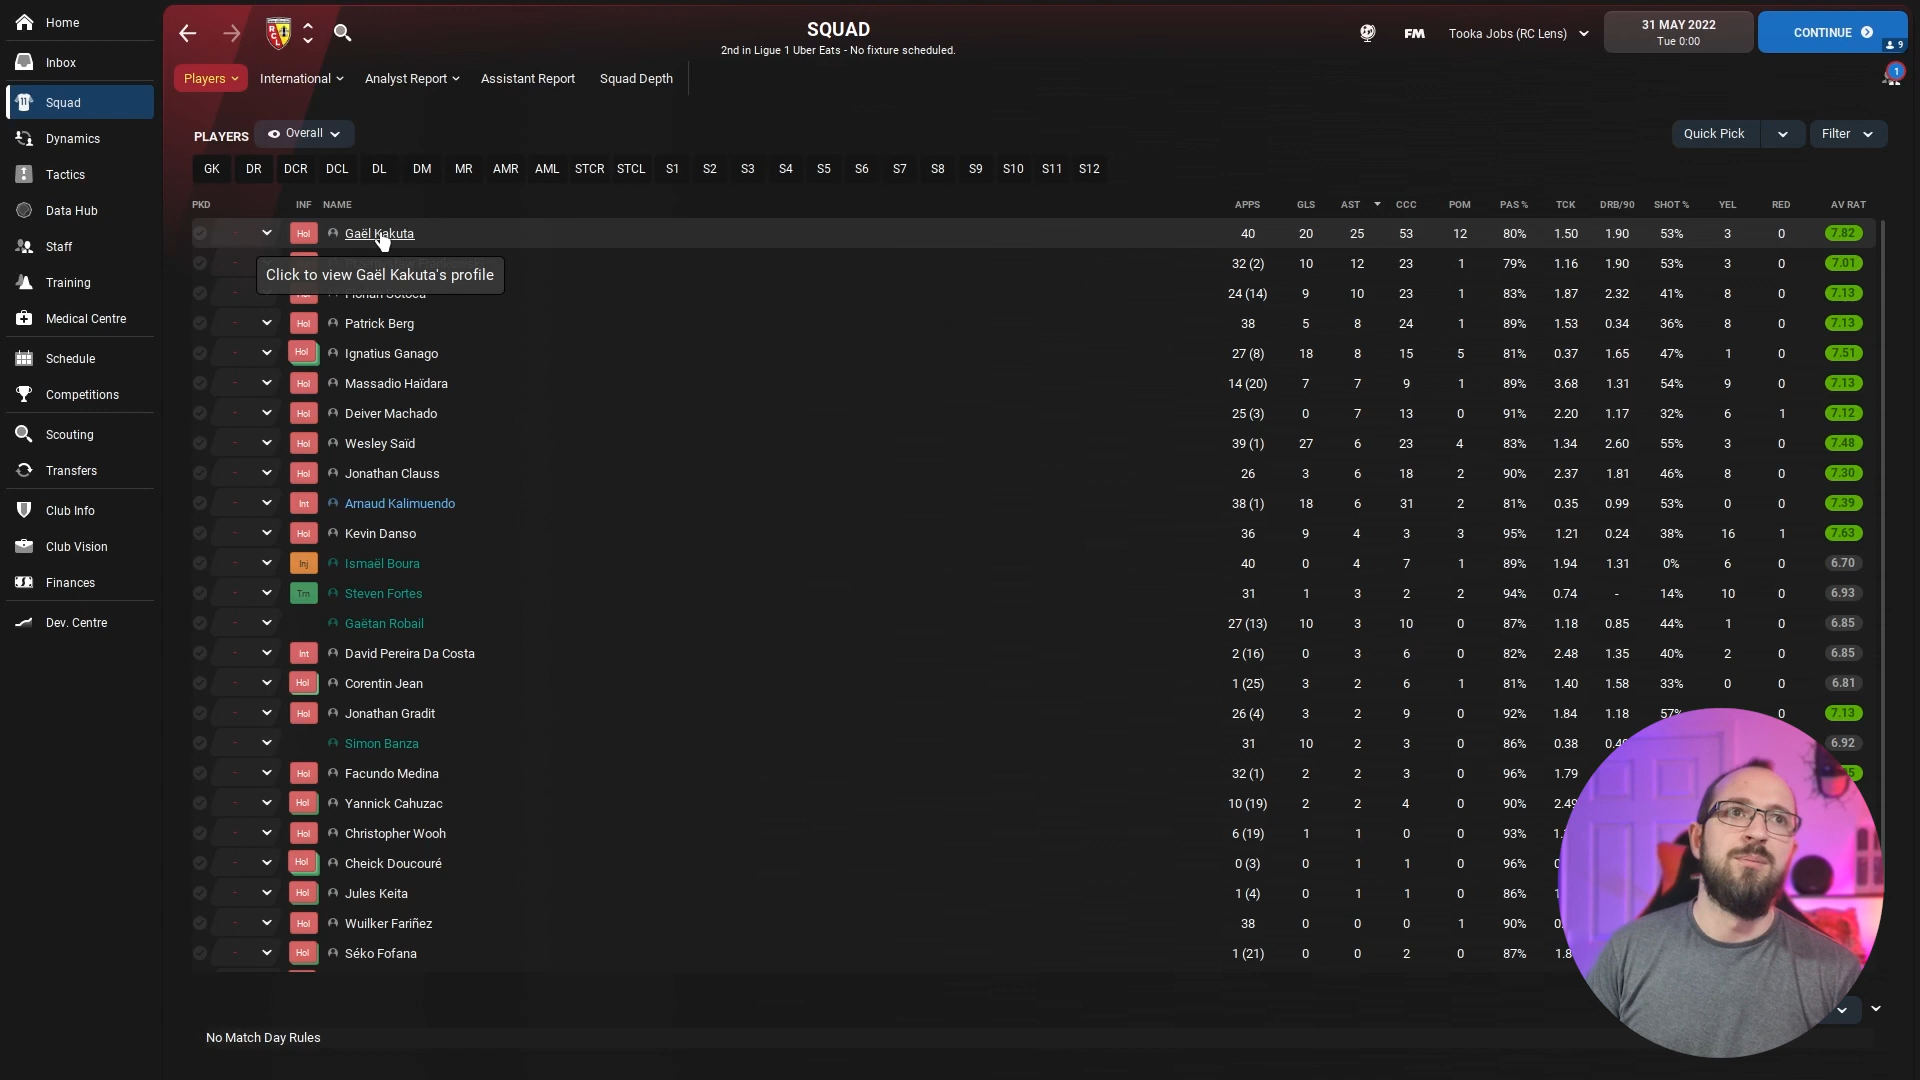 Home
Inbox
Squad
Dynamics
Tactics
Data Hub
Staff
Training
Medical Centre
Schedule
Competitions
Scouting
Transfers
Club Info
Club Vision
Finances
Dev. Centre
SQUAD
2nd in Ligue 1 Uber Eats - No fixture scheduled.
FM Tooka Jobs (RC Lens)
31 MAY 2022
Tue 0:00
CONTINUE
9
1
Players International Analyst Report Assistant Report Squad Depth
PLAYERS Overall Quick Pick Filter
GK DR DCR DCL DL DM MR AMR AML STCR STCL S1 S2 S3 S4 S5 S6 S7 S8 S9 S10 S11 S12
PKD INF NAME APPS GLS AST CCC POM PAS % TCK DRB/90 SHOT % YEL RED AV RAT
- Hol Gaël Kakuta 40 20 25 53 12 80% 1.50 1.90 53% 3 0 7.82
Click to view Gaël Kakuta's profile
32 (2) 10 12 23 1 79% 1.16 1.90 53% 3 0 7.01
24 (14) 9 10 23 1 83% 1.87 2.32 41% 8 0 7.13
- Hol Patrick Berg 38 5 8 24 1 89% 1.53 0.34 36% 8 0 7.13
- Hol Ignatius Ganago 27 (8) 18 8 15 5 81% 0.37 1.65 47% 1 0 7.51
- Hol Massadio Haïdara 14 (20) 7 7 9 1 89% 3.68 1.31 54% 9 0 7.13
- Hol Deiver Machado 25 (3) 0 7 13 0 91% 2.20 1.17 32% 6 1 7.12
- Hol Wesley Saïd 39 (1) 27 6 23 4 83% 1.34 2.60 55% 3 0 7.48
- Hol Jonathan Clauss 26 3 6 18 2 90% 2.37 1.81 46% 8 0 7.30
- Int Arnaud Kalimuendo 38 (1) 18 6 31 2 81% 0.35 0.99 53% 0 0 7.39
- Hol Kevin Danso 36 9 4 3 3 95% 1.21 0.24 38% 16 1 7.63
- Inj Ismaël Boura 40 0 4 7 1 89% 1.94 1.31 0% 6 0 6.70
- Trn Steven Fortes 31 1 3 2 2 94% 0.74 - 14% 10 0 6.93
- Gaëtan Robail 27 (13) 10 3 10 0 87% 1.18 0.85 44% 1 0 6.85
- Int David Pereira Da Costa 2 (16) 0 3 6 0 82% 2.48 1.35 40% 2 0 6.85
- Hol Corentin Jean 1 (25) 3 2 6 1 81% 1.40 1.58 33% 0 0 6.81
- Hol Jonathan Gradit 26 (4) 3 2 9 0 92% 1.84 1.18 57% 0 7.13
- Simon Banza 31 10 2 3 0 86% 0.38 6.92
- Hol Facundo Medina 32 (1) 2 2 3 0 96% 1.79
- Hol Yannick Cahuzac 10 (19) 2 2 4 0 90% 2.49
- Hol Christopher Wooh 6 (19) 1 1 0 0 93%
- Hol Cheick Doucouré 0 (3) 0 1 1 0 96%
- Hol Jules Keita 1 (4) 0 1 1 0 86%
- Hol Wuilker Fariñez 38 0 0 0 1 90%
- Hol Séko Fofana 1 (21) 0 0 2 0 87%
No Match Day Rules